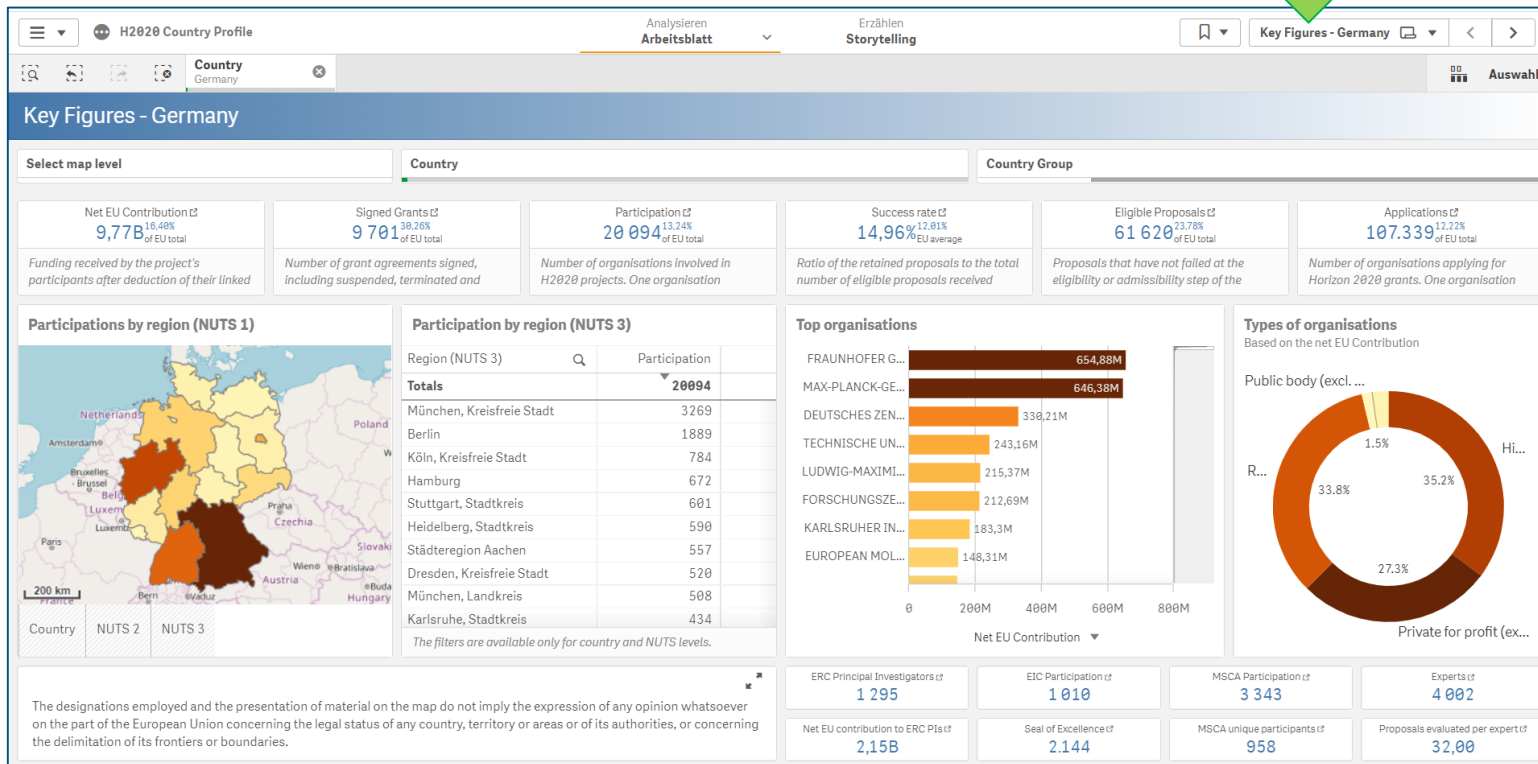 H2020 Country Profile
Analysieren
Arbeitsblatt
Erzählen
Storytelling
Key Figures - Germany
Country
Germany
Auswahl
Key Figures - Germany
Select map level
Country
Country Group
Net EU Contribution
9,77B 16,40% of EU total
Funding received by the project's
participants after deduction of their linked
Signed Grants
9 701 30,26% of EU total
Number of grant agreements signed,
including suspended, terminated and
Participation
20 094 13,24% of EU total
Number of organisations involved in
H2020 projects. One organisation
Success rate
14,96% 12,01% EU average
Ratio of the retained proposals to the total
number of eligible proposals received
Eligible Proposals
61 620 23,78% of EU total
Proposals that have not failed at the
eligibility or admissibility step of the
Applications
107.339 12,22% of EU total
Number of organisations applying for
Horizon 2020 grants. One organisation
Participations by region (NUTS 1)
Netherlands
Amsterdam
Poland
Bruxelles
- Brussel
Belg
Luxem
Luxemb
Praha
Czechia
Paris
Slovaki
Wien
Bratislava
Austria
Buda
Hungary
Bern
Vaduz
France
200 km
Country
NUTS 2
NUTS 3
Participation by region (NUTS 3)
Region (NUTS 3) Participation
Totals 20094
München, Kreisfreie Stadt 3269
Berlin 1889
Köln, Kreisfreie Stadt 784
Hamburg 672
Stuttgart, Stadtkreis 601
Heidelberg, Stadtkreis 590
Städteregion Aachen 557
Dresden, Kreisfreie Stadt 520
München, Landkreis 508
Karlsruhe, Stadtkreis 434
The filters are available only for country and NUTS levels.
Top organisations
FRAUNHOFER G... 654,88M
MAX-PLANCK-GE... 646,38M
DEUTSCHES ZEN... 330,21M
TECHNISCHE UN... 243,16M
LUDWIG-MAXIMI... 215,37M
FORSCHUNGSZE... 212,69M
KARLSRUHER IN... 183,3M
EUROPEAN MOL... 148,31M
0 200M 400M 600M 800M
Net EU Contribution
Types of organisations
Based on the net EU Contribution
Public body (excl. ...
1.5%
Hi...
R...
33.8%
35.2%
27.3%
Private for profit (ex...
The designations employed and the presentation of material on the map do not imply the expression of any opinion whatsoever
on the part of the European Union concerning the legal status of any country, territory or areas or of its authorities, or concerning
the delimitation of its frontiers or boundaries.
ERC Principal Investigators
1 295
EIC Participation
1 010
MSCA Participation
3 343
Experts
4 002
Net EU contribution to ERC PIs
2,15B
Seal of Excellence
2.144
MSCA unique participants
958
Proposals evaluated per expert
32,00